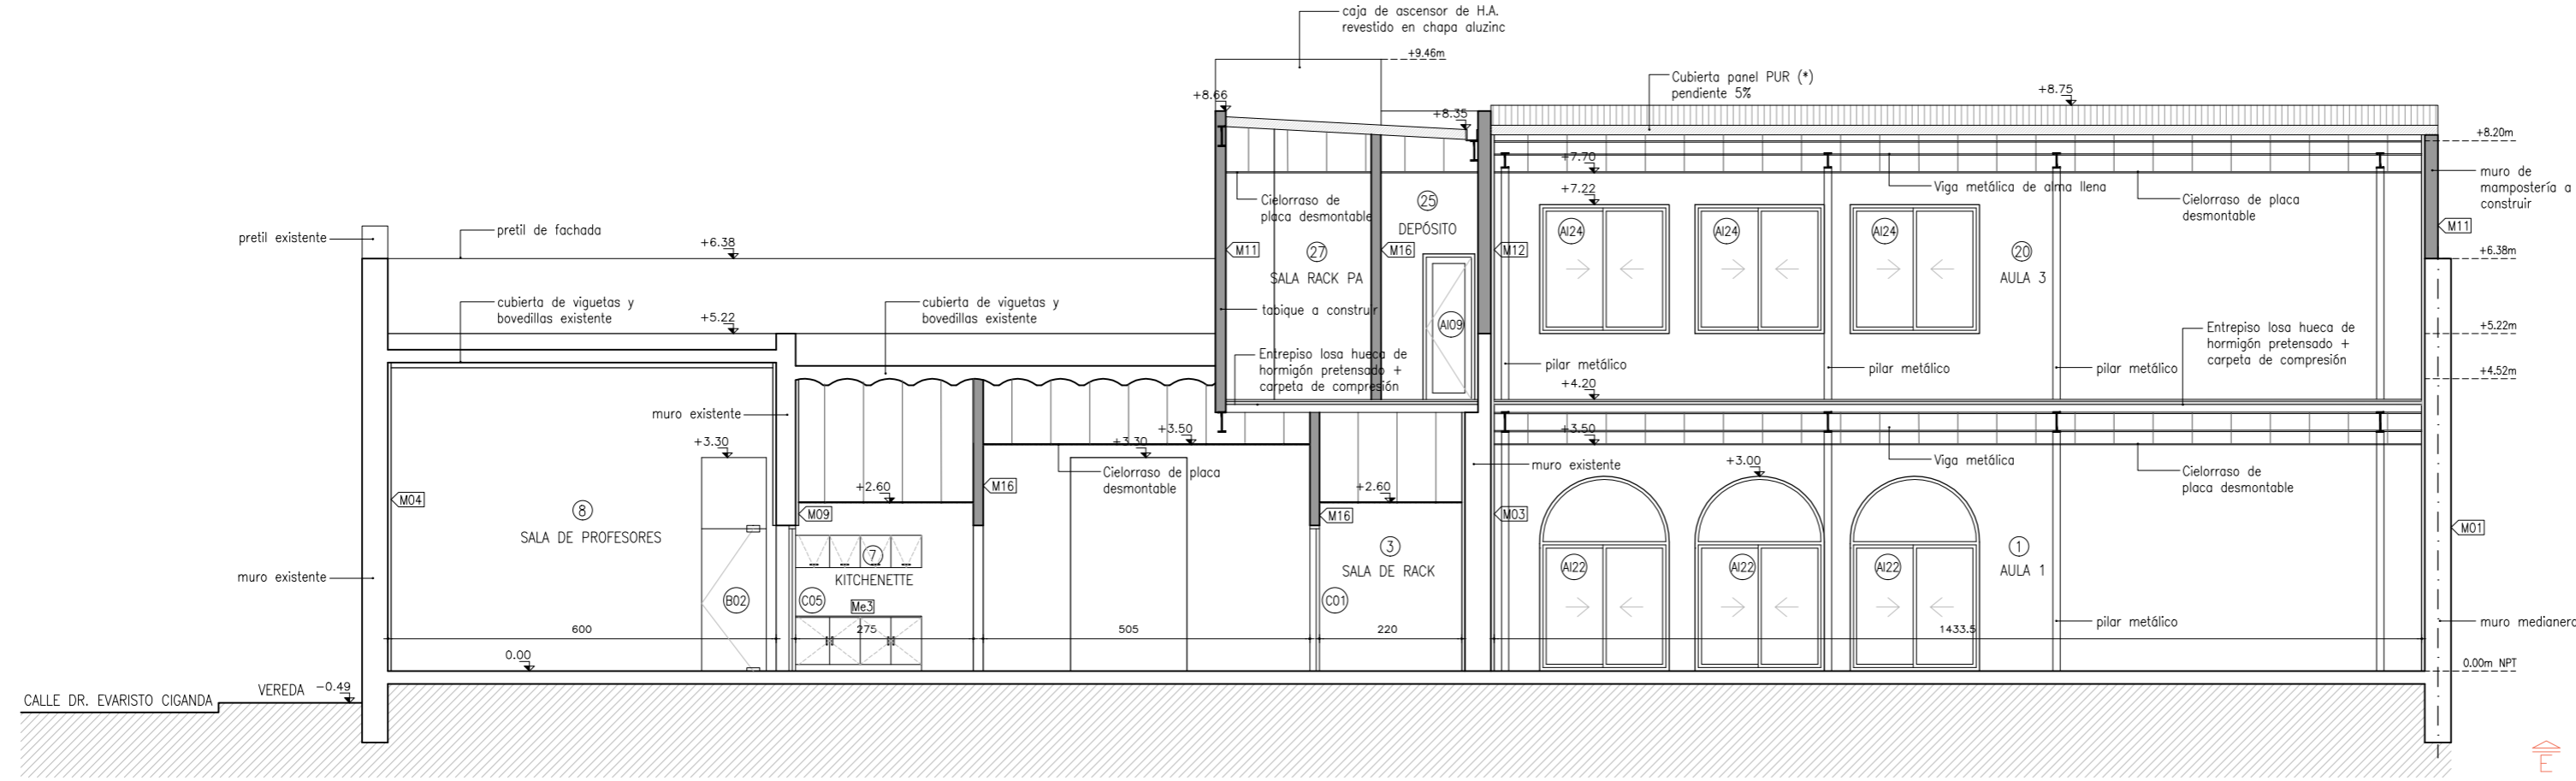 caja de ascensor de H.A.
revestido en chapa aluzinc
+9.46m
Cubierta panel PUR (*)
pendiente 5%
+8.66
+8.35
+8.75
+8.20m
+7.70
+7.22
Viga metálica de alma llena
Cielorraso de placa
desmontable
muro de
mampostería a
construir
M11
+6.38m
Cielorraso de
placa desmontable
25
DEPÓSITO
M11
27
SALA RACK PA
M16
M12
AI24
AI24
AI24
20
AULA 3
pretil existente
pretil de fachada
+6.38
cubierta de viguetas y
bovedillas existente
+5.22
cubierta de viguetas y
bovedillas existente
tabique a construir
AI09
Entrepiso losa hueca de
hormigón pretensado +
carpeta de compresión
Entrepiso losa hueca de
hormigón pretensado +
carpeta de compresión
+5.22m
+4.52m
pilar metálico
pilar metálico
pilar metálico
+4.20
muro existente
+3.30
+3.50
+3.30
Cielorraso de placa
desmontable
+3.50
Viga metálica
Cielorraso de
placa desmontable
muro existente
+3.00
+2.60
+2.60
M04
M09
M16
M16
M03
M01
8
SALA DE PROFESORES
7
KITCHENETTE
3
SALA DE RACK
AI22
AI22
AI22
1
AULA 1
muro existente
B02
C05
Me3
C01
pilar metálico
muro medianero
600
275
505
220
1433.5
0.00
0.00m NPT
CALLE DR. EVARISTO CIGANDA
VEREDA
-0.49
E